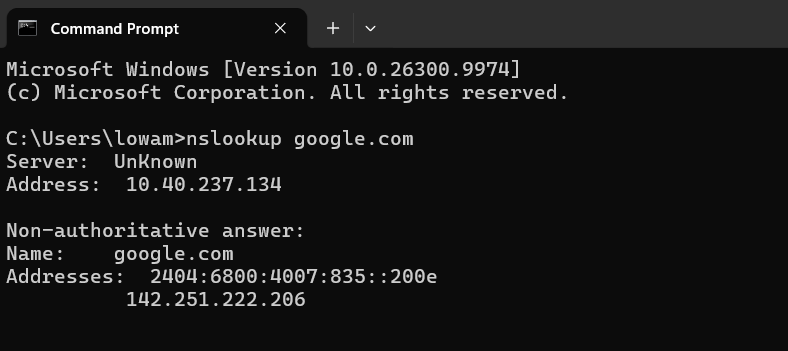 Command Prompt
Microsoft Windows [Version 10.0.26300.9974]
(c) Microsoft Corporation. All rights reserved.
C:\Users\lowam>nslookup google.com
Server:  UnKnown
Address:  10.40.237.134
Non-authoritative answer:
Name:    google.com
Addresses:  2404:6800:4007:835::200e
          142.251.222.206